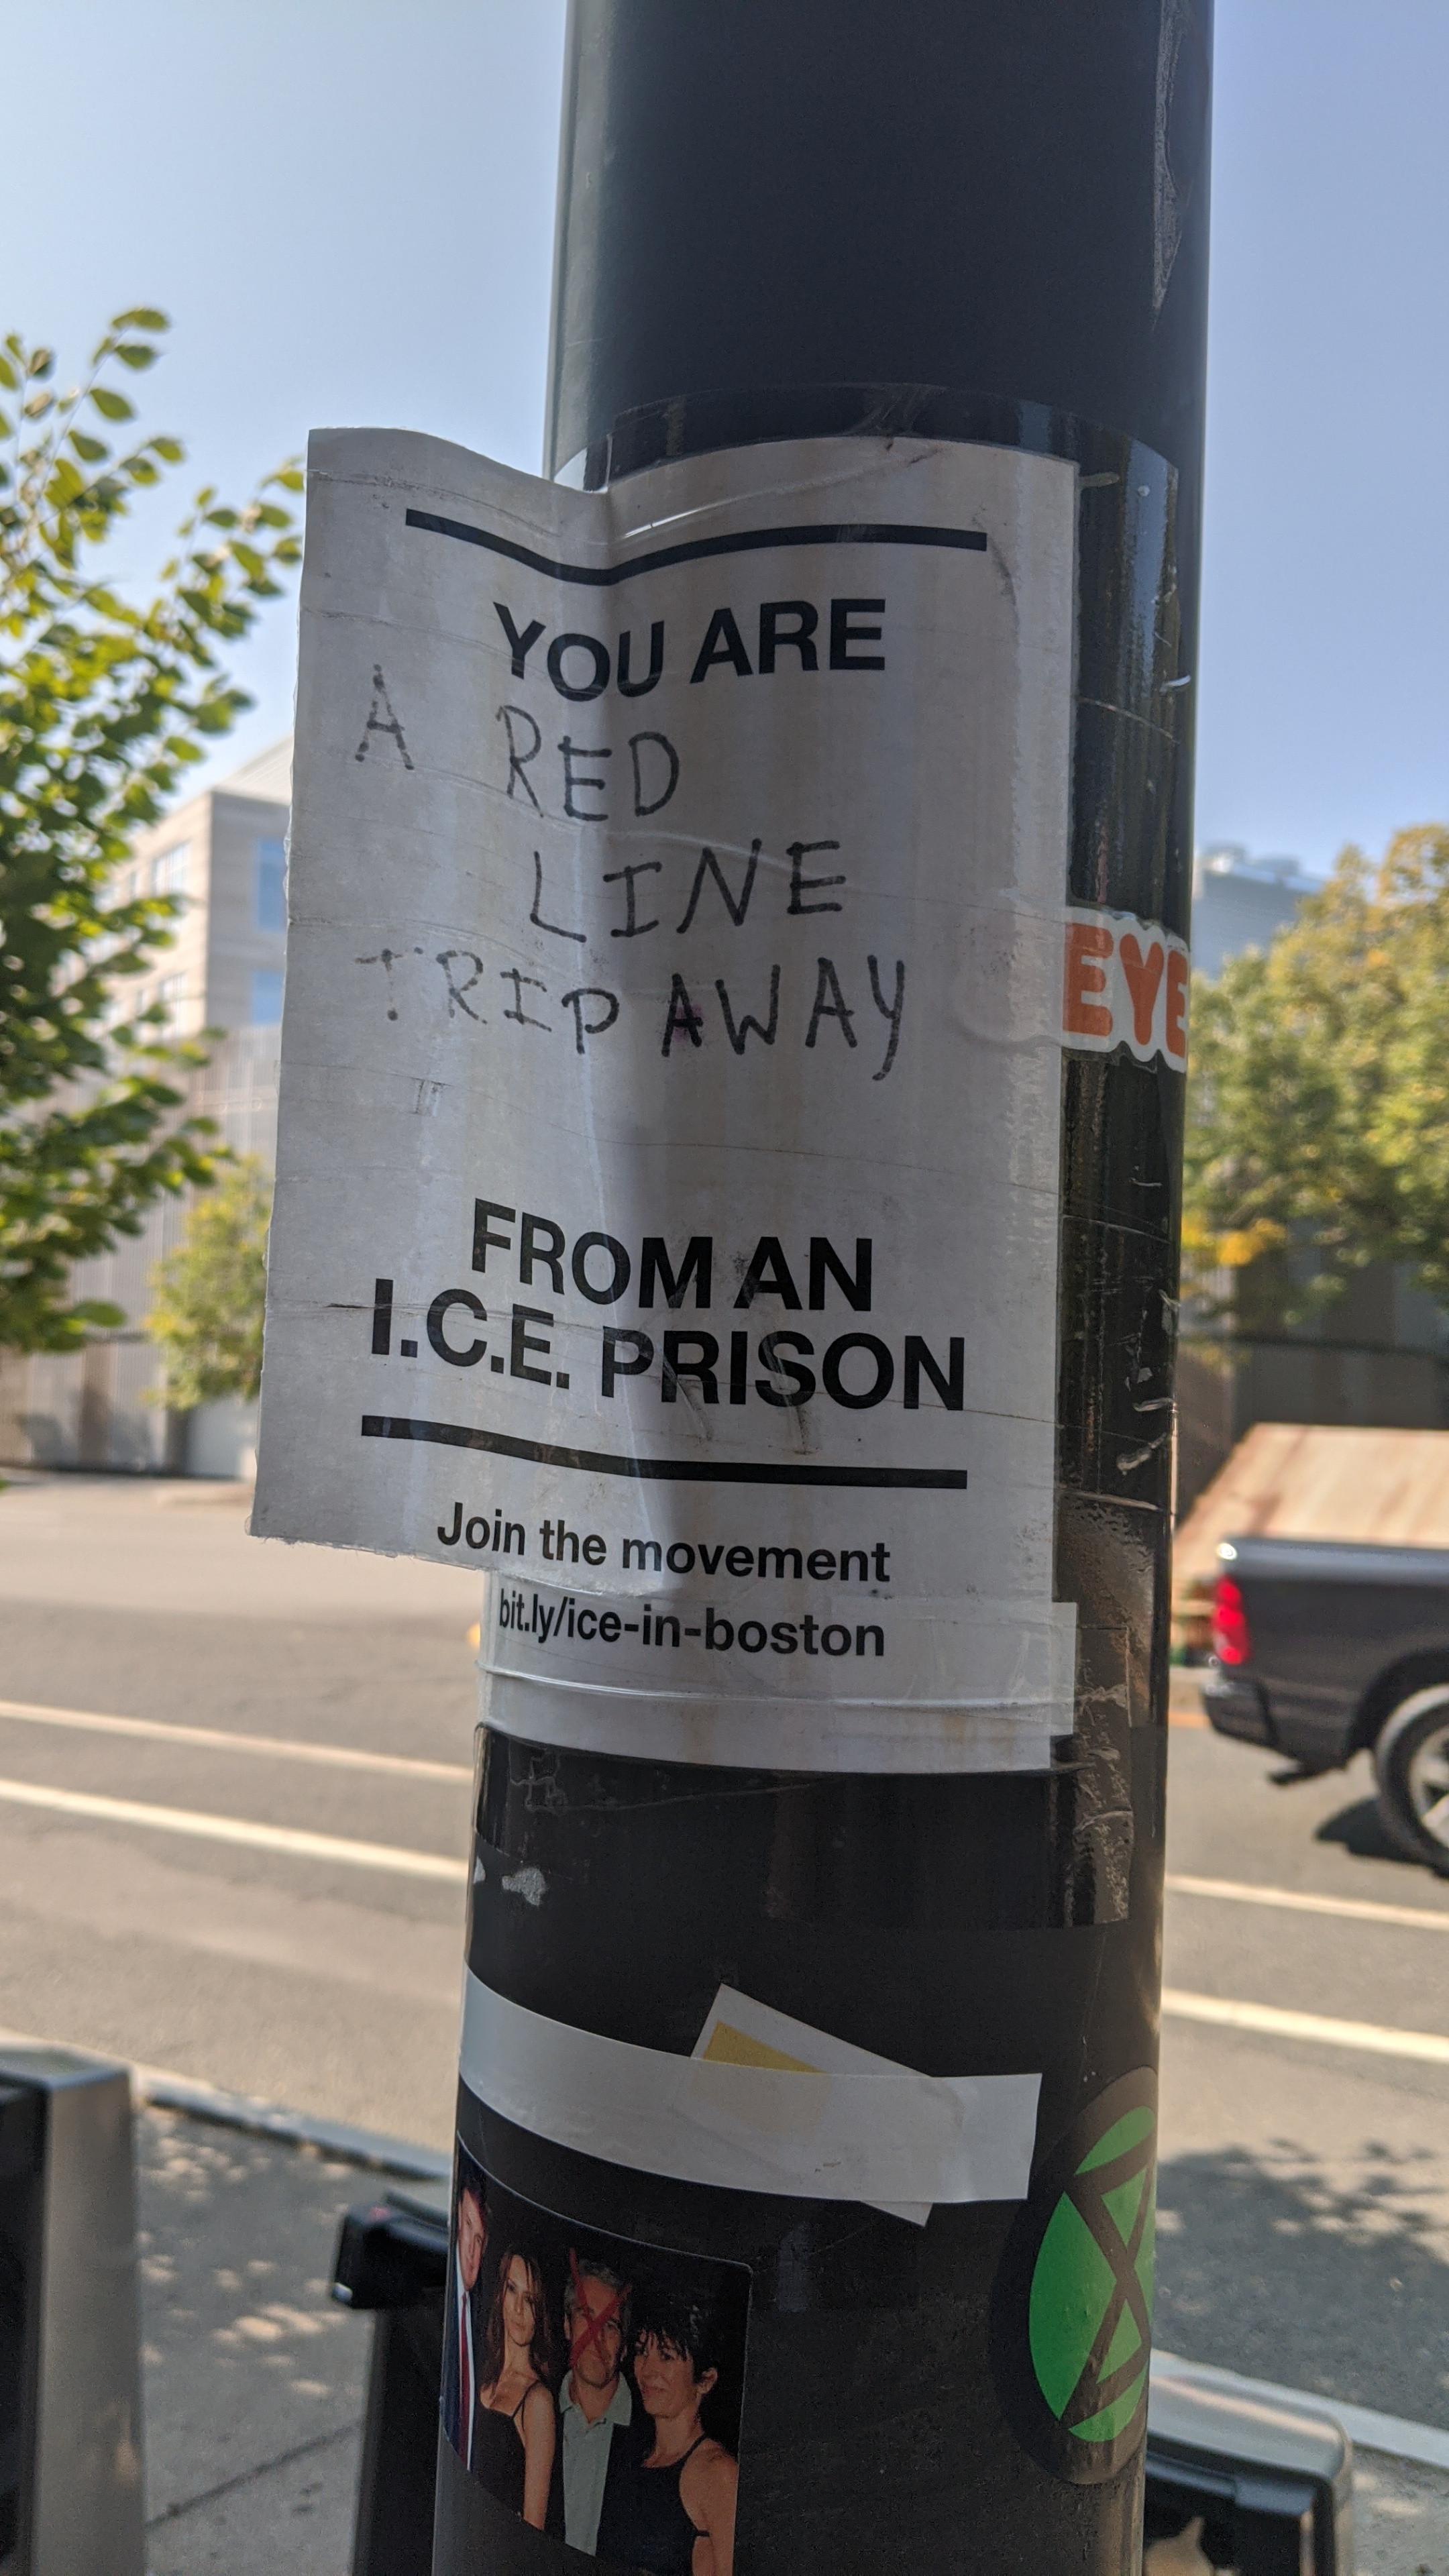 YOU ARE
A RED
LINE
TRIP AWAY
FROM AN
I.C.E. PRISON
Join the movement
bit.ly/ice-in-boston
EYE